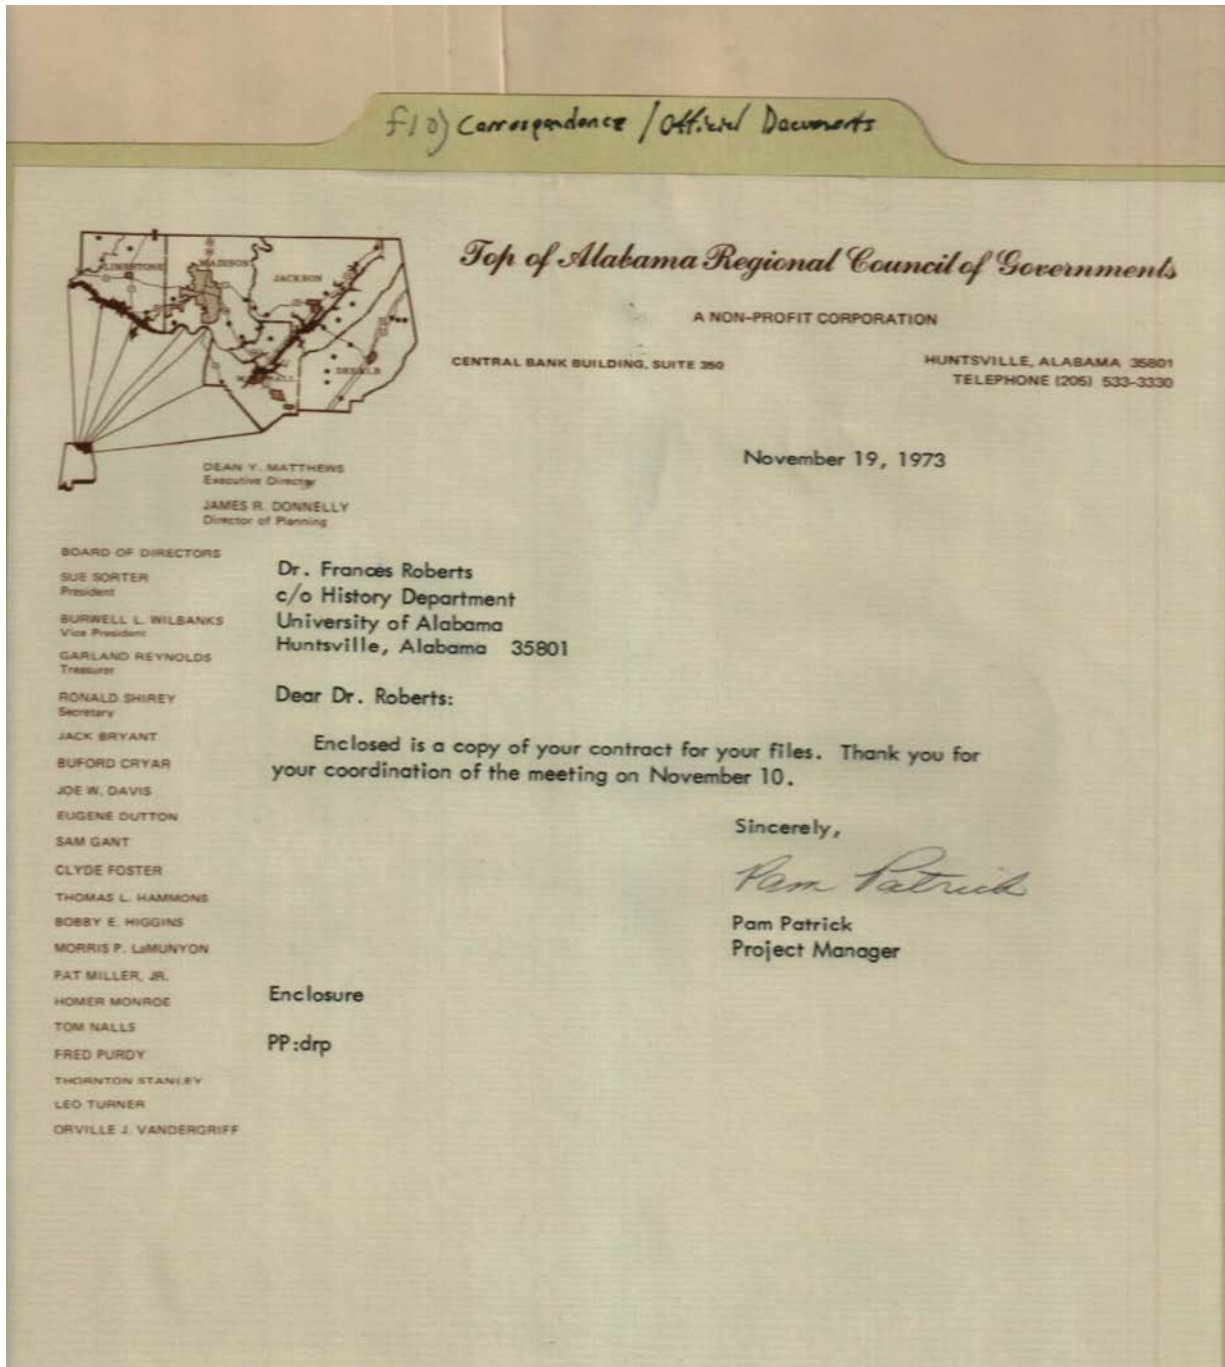 f10) Correspondence / Official Documents
LIMESTONE
MADISON
JACKSON
MARSHALL
DEKALB
Top of Alabama Regional Council of Governments
A NON-PROFIT CORPORATION
CENTRAL BANK BUILDING, SUITE 350
HUNTSVILLE, ALABAMA 35801
TELEPHONE (205) 533-3330
DEAN Y. MATTHEWS
Executive Director
JAMES R. DONNELLY
Director of Planning
November 19, 1973
BOARD OF DIRECTORS
SUE SORTER
President
BURWELL L. WILBANKS
Vice President
GARLAND REYNOLDS
Treasurer
RONALD SHIREY
Secretary
JACK BRYANT
BUFORD CRYAR
JOE W. DAVIS
EUGENE DUTTON
SAM GANT
CLYDE FOSTER
THOMAS L. HAMMONS
BOBBY E. HIGGINS
MORRIS P. LaMUNYON
PAT MILLER, JR.
HOMER MONROE
TOM NALLS
FRED PURDY
THORNTON STANLEY
LEO TURNER
ORVILLE J. VANDERGRIFF
Dr. Frances Roberts
c/o History Department
University of Alabama
Huntsville, Alabama 35801
Dear Dr. Roberts:
Enclosed is a copy of your contract for your files. Thank you for
your coordination of the meeting on November 10.
Sincerely,
Pam Patrick
Pam Patrick
Project Manager
Enclosure
PP:drp